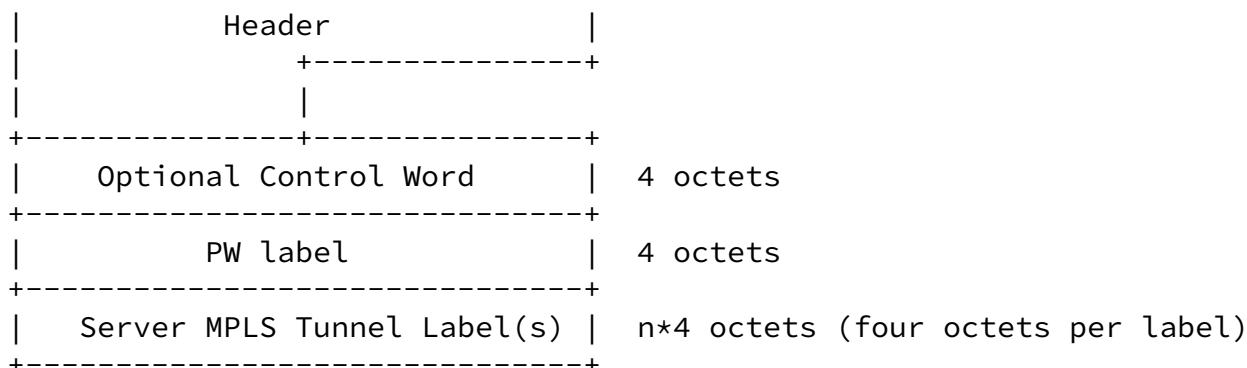 Header
Optional Control Word 4 octets
PW label 4 octets
Server MPLS Tunnel Label(s) n*4 octets (four octets per label)